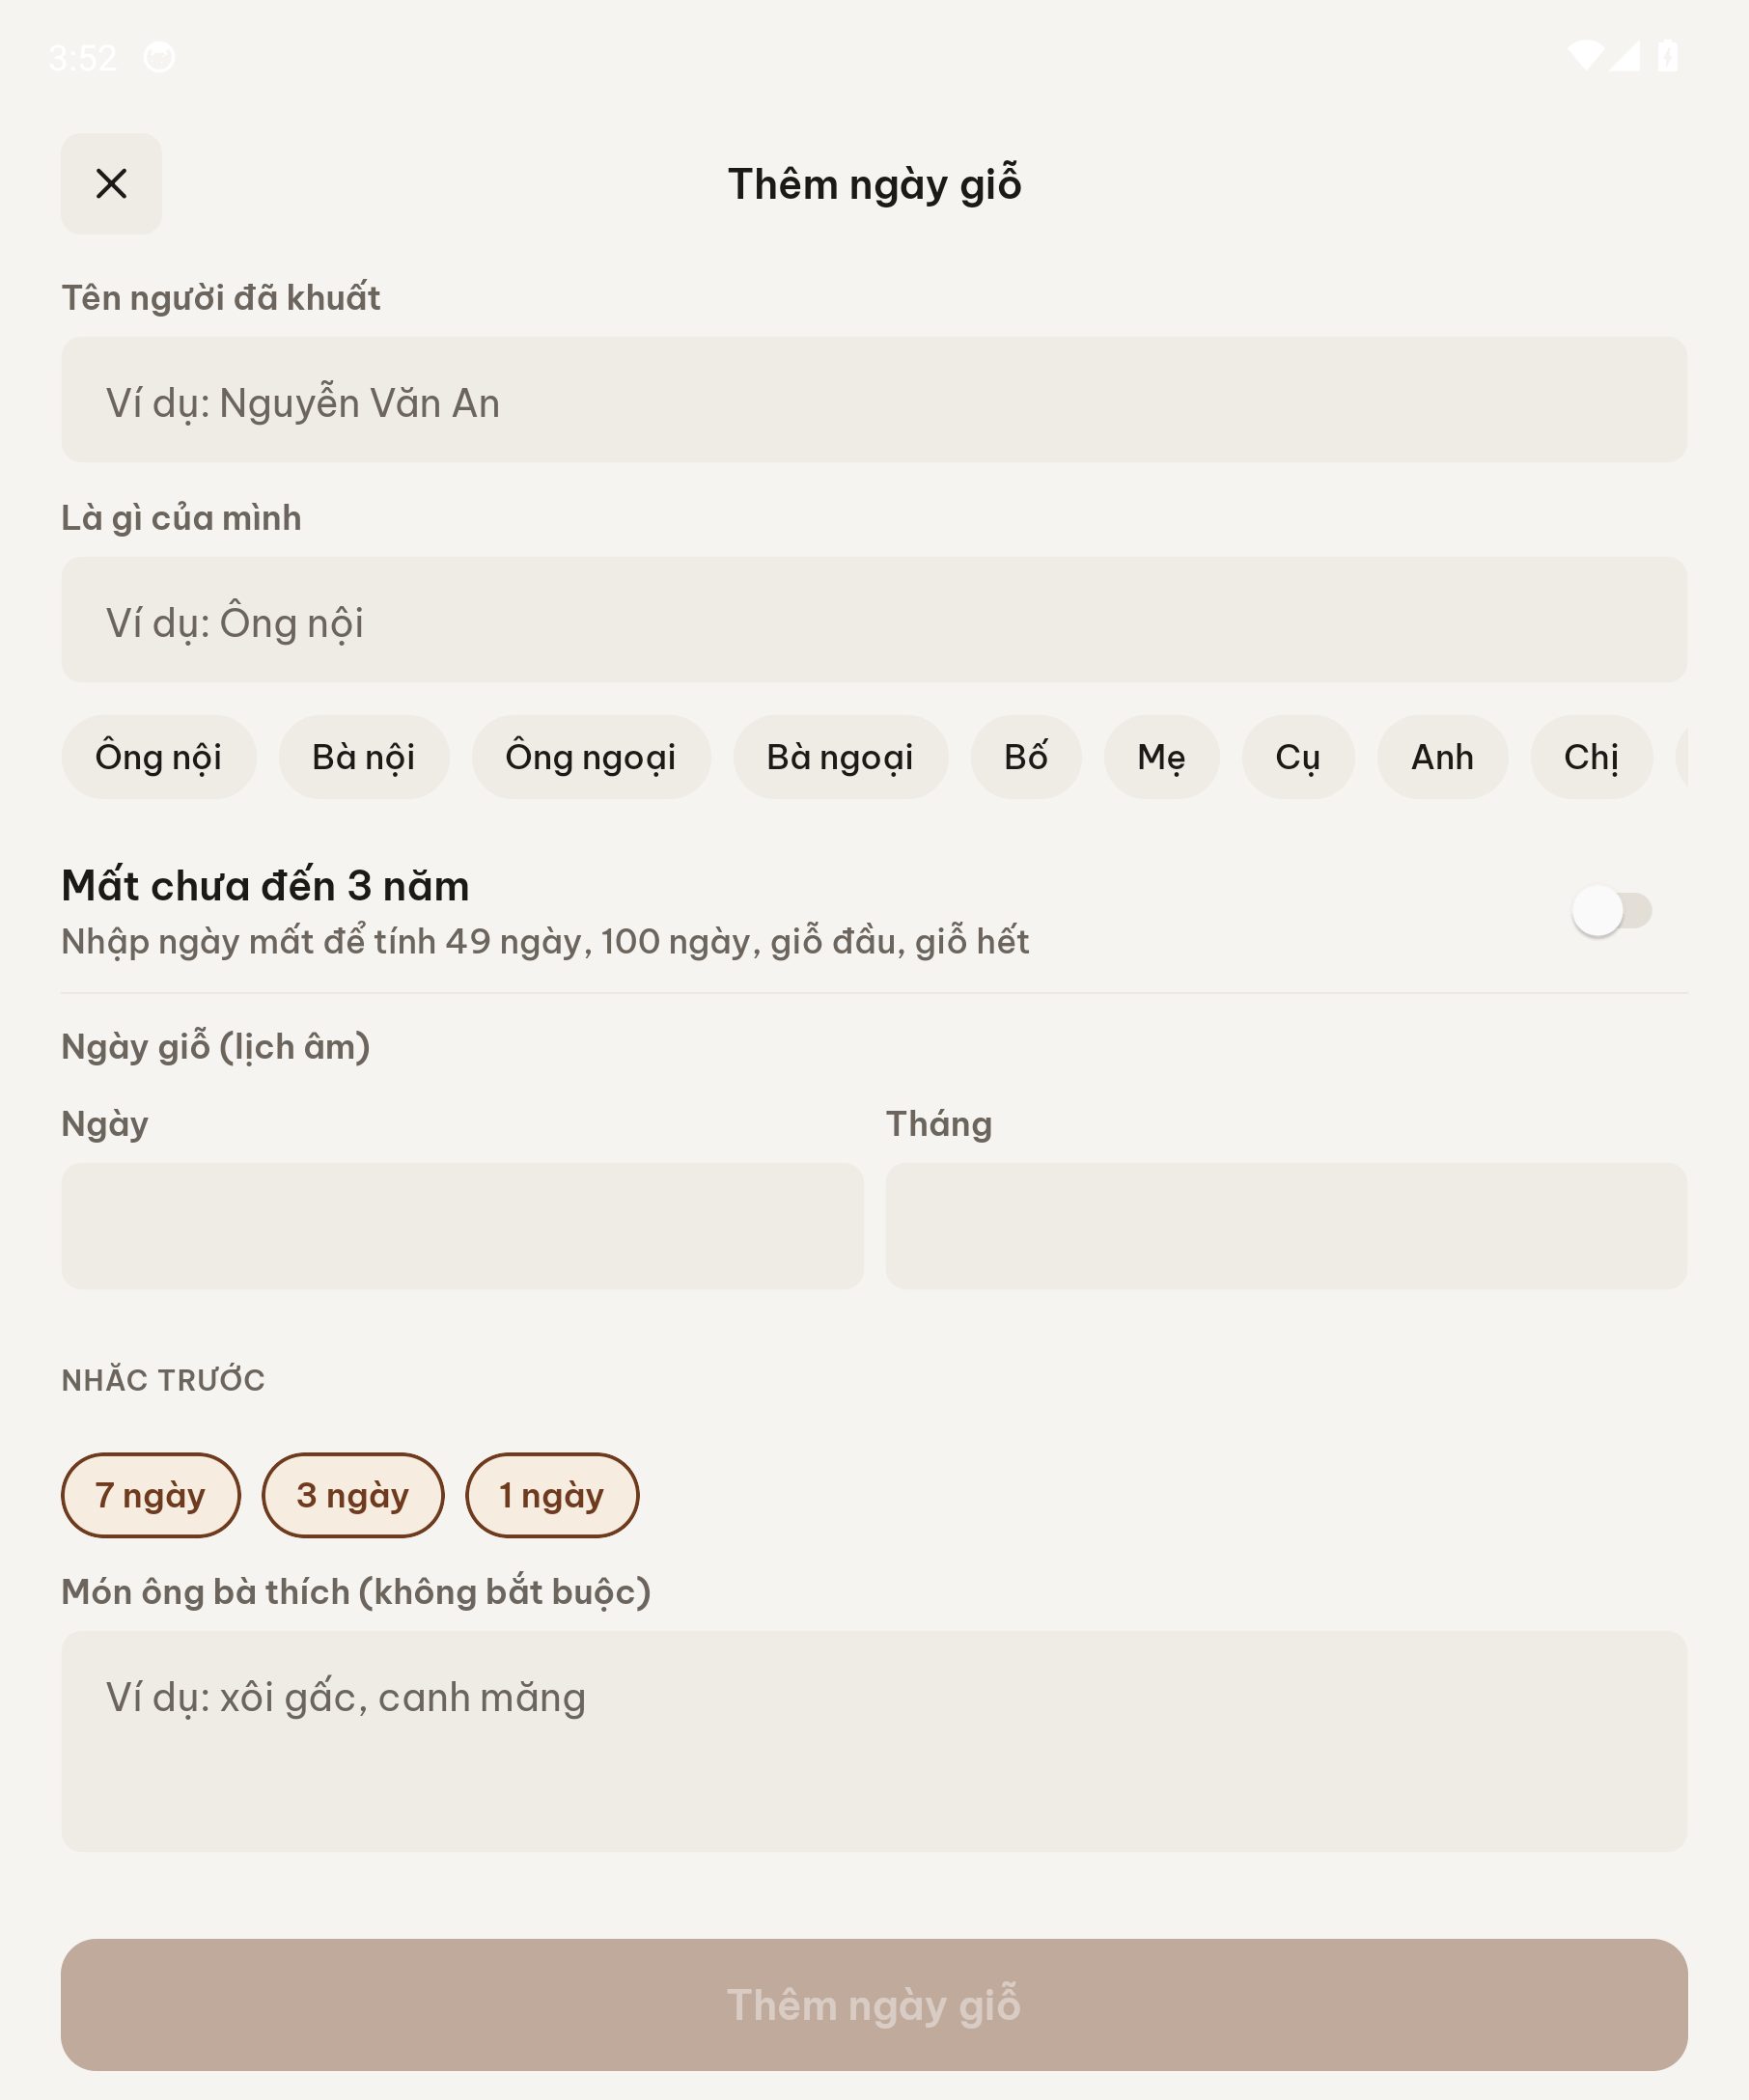 3:52
Thêm ngày giỗ
Tên người đã khuất
Ví dụ: Nguyễn Văn An
Là gì của mình
Ví dụ: Ông nội
Ông nội Bà nội Ông ngoại Bà ngoại Bố Mẹ Cụ Anh Chị
Mất chưa đến 3 năm
Nhập ngày mất để tính 49 ngày, 100 ngày, giỗ đầu, giỗ hết
Ngày giỗ (lịch âm)
Ngày Tháng
NHẮC TRƯỚC
7 ngày 3 ngày 1 ngày
Món ông bà thích (không bắt buộc)
Ví dụ: xôi gấc, canh măng
Thêm ngày giỗ